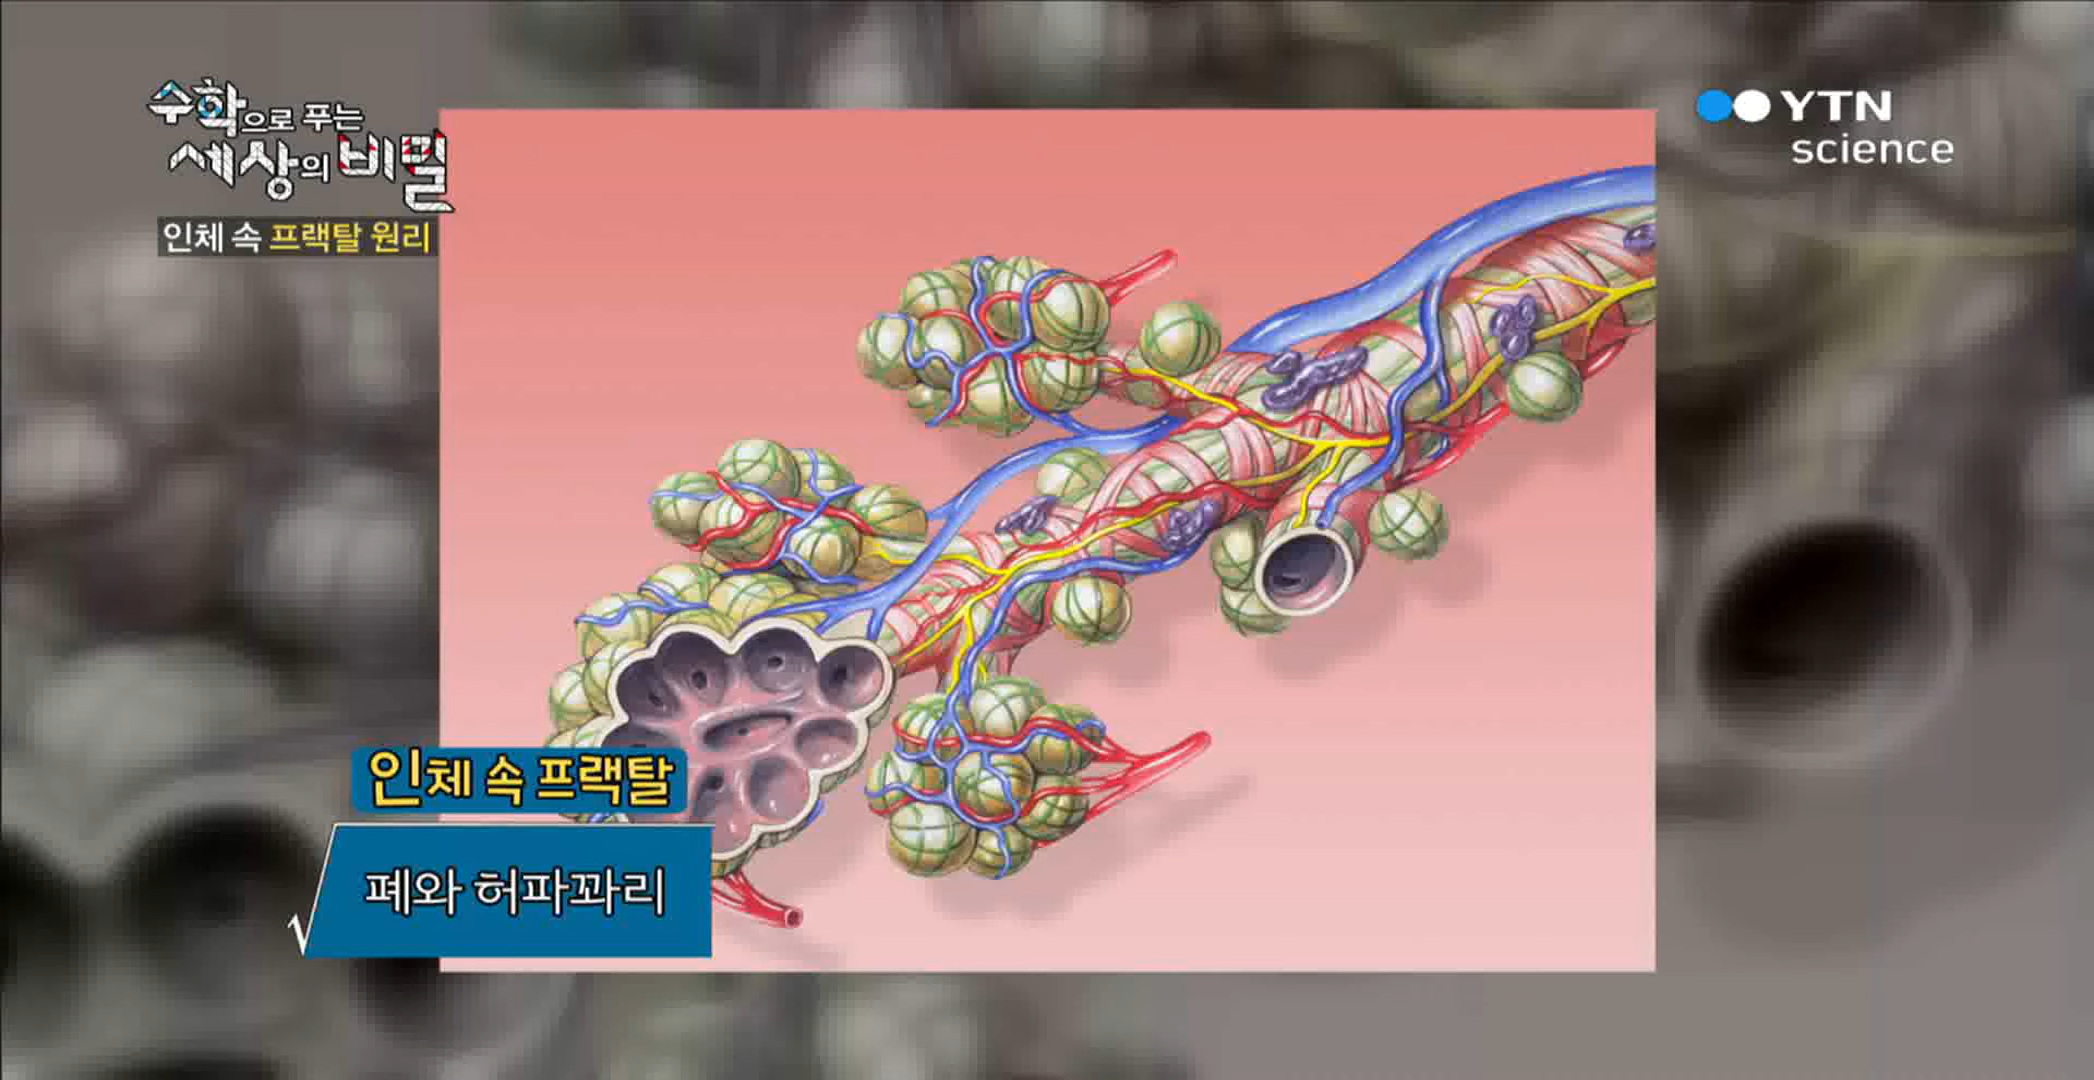 수학으로 푸는
세상의 비밀
인체 속 프랙탈 원리
YTN
science
인체 속 프랙탈
폐와 허파꽈리